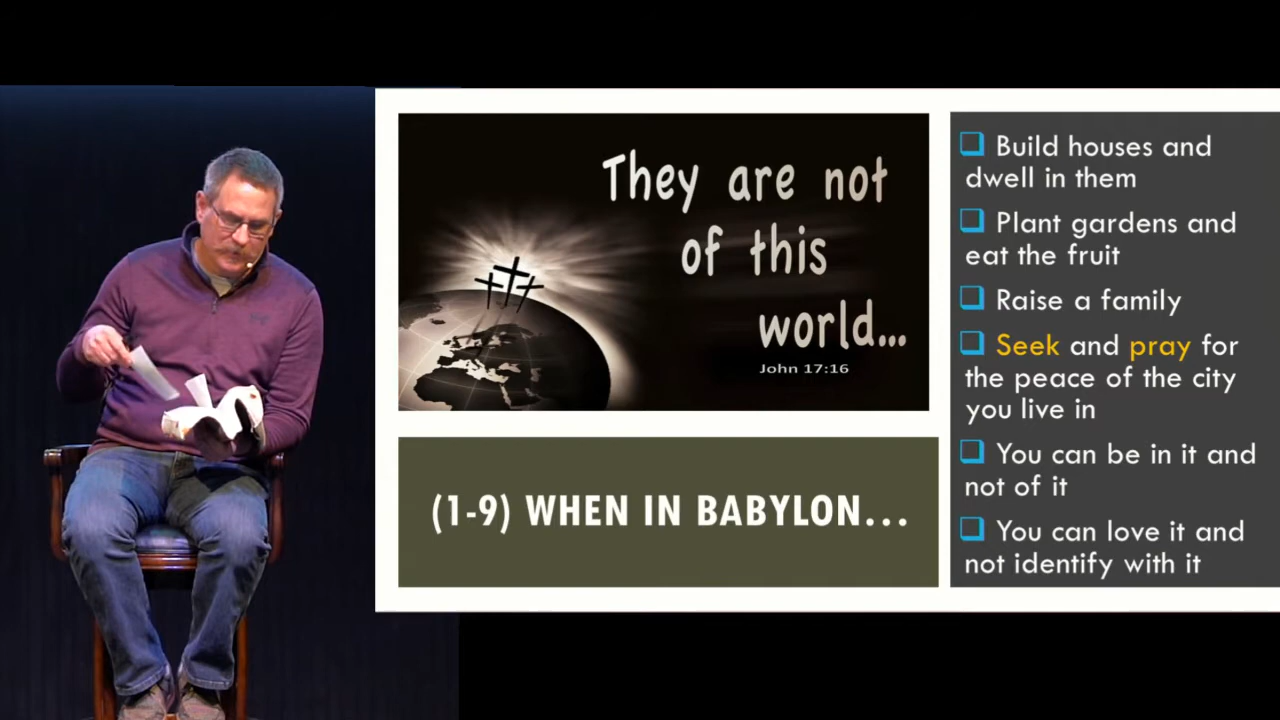 They are not
of this
world...
John 17:16
(1-9) WHEN IN BABYLON...
❑ Build houses and
dwell in them
❑ Plant gardens and
eat the fruit
❑ Raise a family
❑ Seek and pray for
the peace of the city
you live in
❑ You can be in it and
not of it
❑ You can love it and
not identify with it